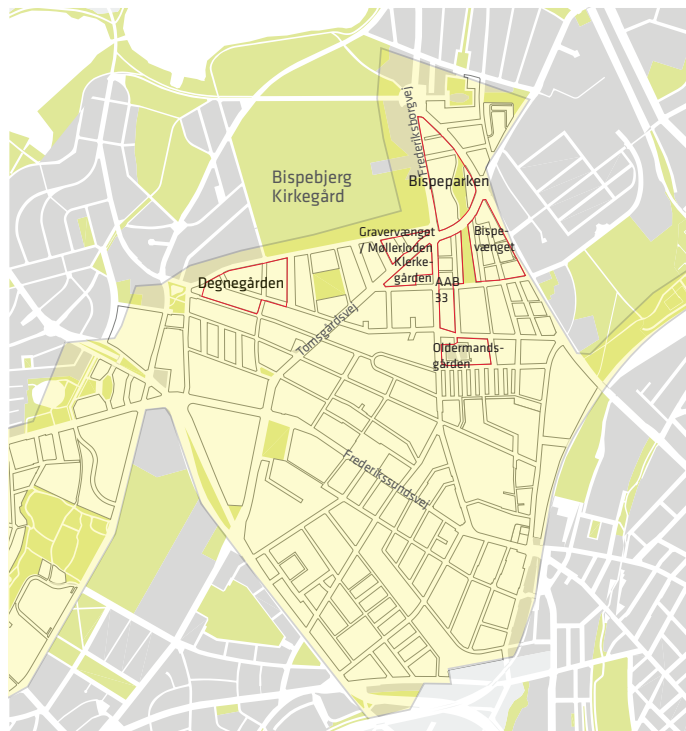 Frederiksborgvej
Bispebjerg
Kirkegård
Bispeparken
Gravervænget
/ Møllerloden
Bispe-
vænget
Klerke-
gården
Degnegården
AAB
33
Tomsgårdsvej
Oldermands-
gården
Frederikssundsvej